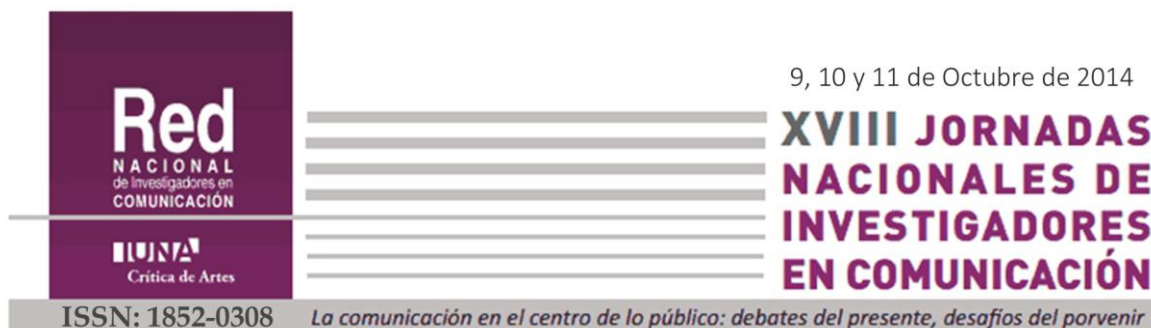 Red
NACIONAL
de Investigadores en
COMUNICACIÓN
IUNA
Crítica de Artes
9, 10 y 11 de Octubre de 2014
XVIII JORNADAS
NACIONALES DE
INVESTIGADORES
EN COMUNICACIÓN
ISSN: 1852-0308
La comunicación en el centro de lo público: debates del presente, desafíos del porvenir